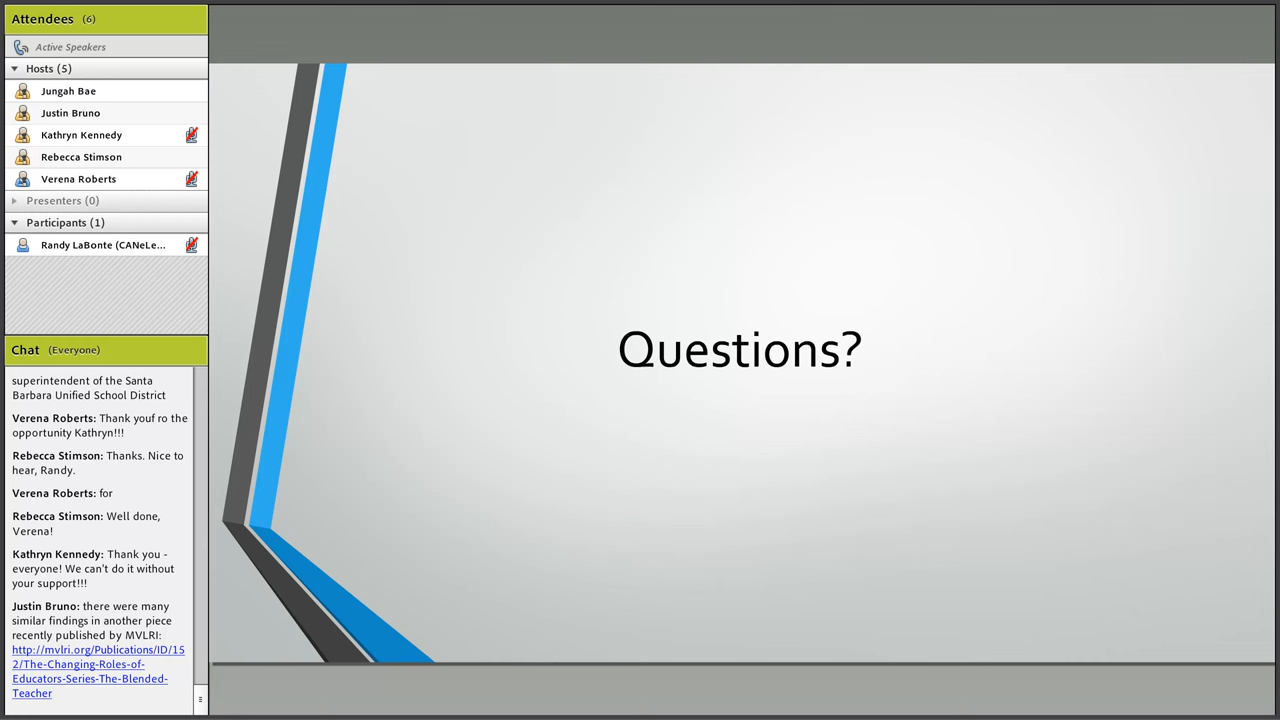 Attendees (6)
Active Speakers
Hosts (5)
Jungah Bae
Justin Bruno
Kathryn Kennedy
Rebecca Stimson
Verena Roberts
Presenters (0)
Participants (1)
Randy LaBonte (CANeLe...
Chat (Everyone)
superintendent of the Santa
Barbara Unified School District
Verena Roberts: Thank youf ro the
opportunity Kathryn!!!
Rebecca Stimson: Thanks. Nice to
hear, Randy.
Verena Roberts: for
Rebecca Stimson: Well done,
Verena!
Kathryn Kennedy: Thank you -
everyone! We can't do it without
your support!!!
Justin Bruno: there were many
similar findings in another piece
recently published by MVLRI:
http://mvlri.org/Publications/ID/15
2/The-Changing-Roles-of-
Educators-Series-The-Blended-
Teacher
Questions?